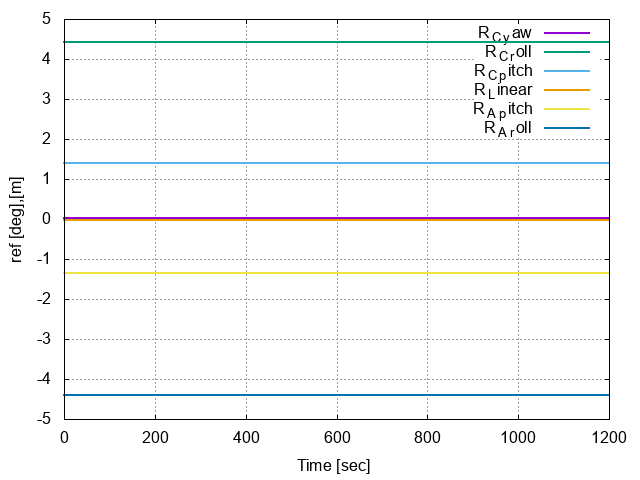 R_Cyaw
R_Croll
R_Cpitch
R_Linear
R_Apitch
R_Aroll
5
4
3
2
1
0
-1
-2
-3
-4
-5
ref [deg],[m]
0 200 400 600 800 1000 1200
Time [sec]